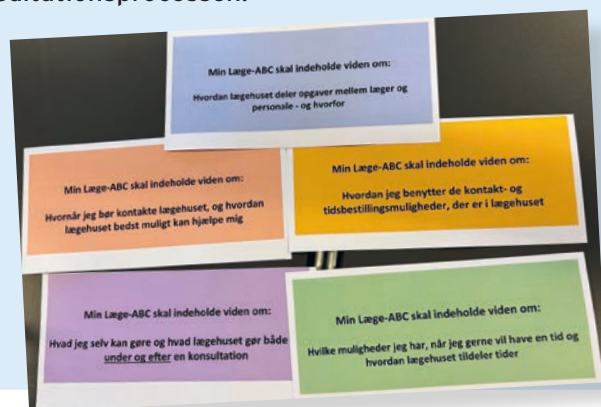 Min Læge-ABC skal indeholde viden om:
Hvordan lægehuset deler opgaver mellem læger og
personale - og hvorfor
Min Læge-ABC skal indeholde viden om:
Hvornår jeg bør kontakte lægehuset, og hvordan
lægehuset bedst muligt kan hjælpe mig
Min Læge-ABC skal indeholde viden om:
Hvordan jeg benytter de kontakt- og
tidsbestillingsmuligheder, der er i lægehuset
Min Læge-ABC skal indeholde viden om:
Hvad jeg selv kan gøre og hvad lægehuset gør både
under og efter en konsultation
Min Læge-ABC skal indeholde viden om:
Hvilke muligheder jeg har, når jeg gerne vil have en tid og
hvordan lægehuset tildeler tider